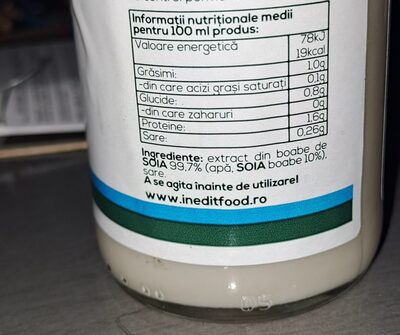 Informații nutriționale medii
pentru 100 ml produs:
Valoare energetică 78kJ
19kcal
Grăsimi: 1.0g
-din care acizi grași saturați 0.1g
Glucide: 0.8g
-din care zaharuri 0g
Proteine: 1.6g
Sare: 0.26g
Ingrediente: extract din boabe de
SOIA 99,7% (apă, SOIA boabe 10%),
sare.
A se agita înainte de utilizare!
www.ineditfood.ro